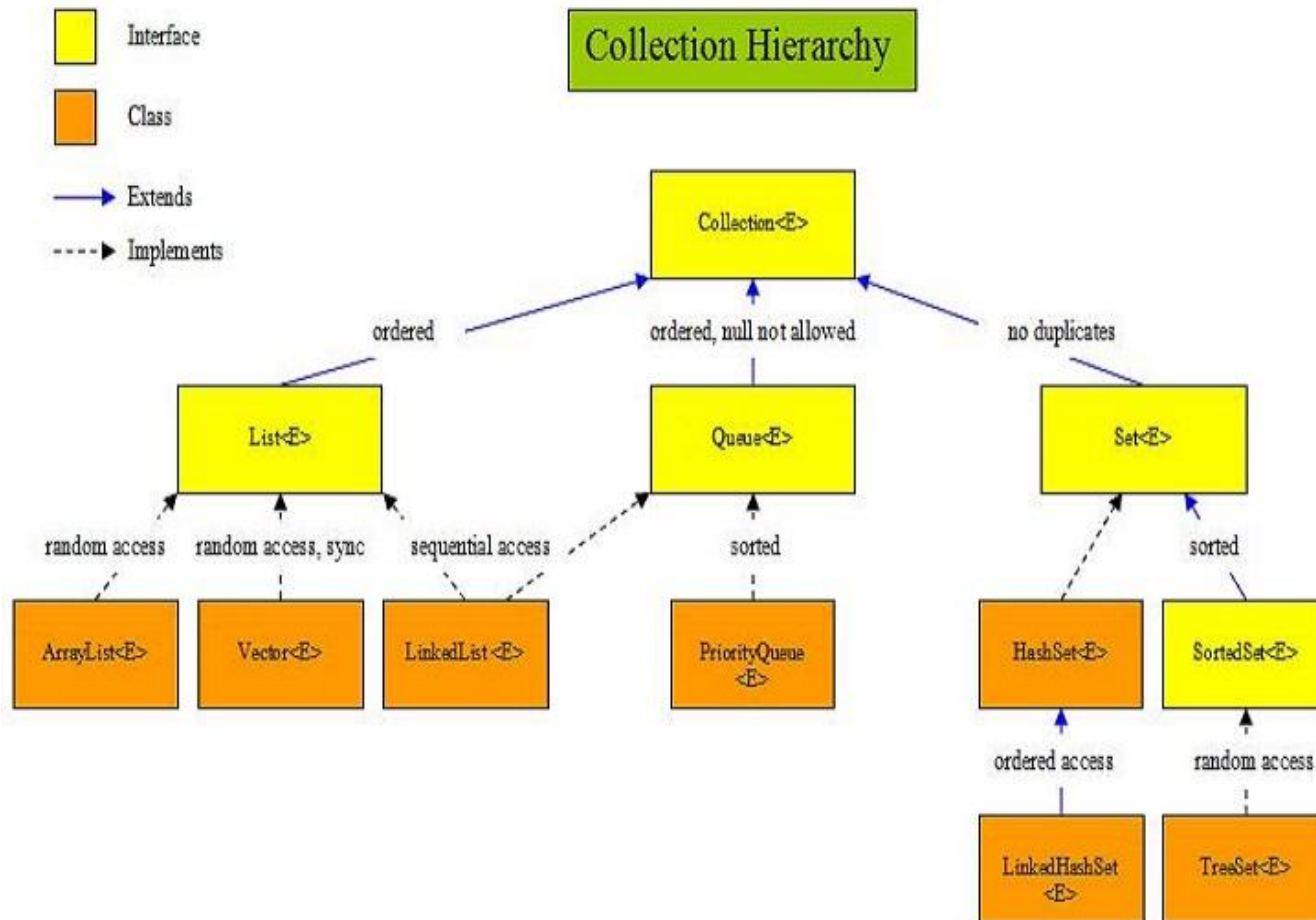 Interface
Collection Hierarchy
Class
Extends
Implements
Collection<E>
ordered
ordered, null not allowed
no duplicates
List<E>
Queue<E>
Set<E>
random access
random access, sync
sequential access
sorted
sorted
ArrayList<E>
Vector<E>
LinkedList <E>
PriorityQueue
<E>
HashSet<E>
SortedSet<E>
ordered access
random access
LinkedHashSet
<E>
TreeSet<E>